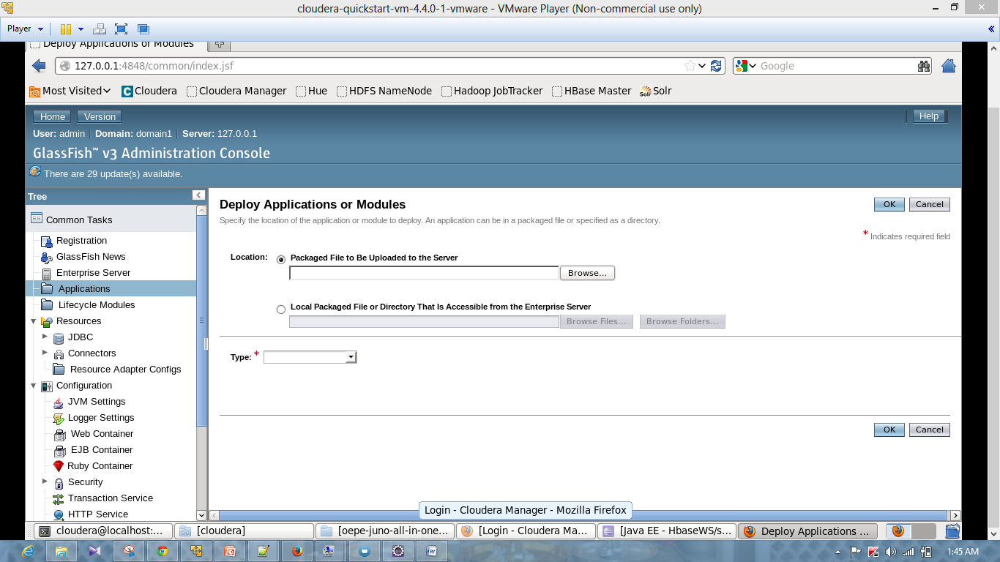 cloudera-quickstart-vm-4.4.0-1-vmware - VMware Player (Non-commercial use only)
Player
Deploy Applications or Modules
127.0.0.1:4848/common/index.jsf
Google
Most Visited Cloudera Cloudera Manager Hue HDFS NameNode Hadoop JobTracker HBase Master Solr Solr
Home Version Help
User: admin Domain: domain1 Server: 127.0.0.1
GlassFish™ v3 Administration Console
There are 29 update(s) available.
Tree
Common Tasks
Registration
GlassFish News
Enterprise Server
Applications
Lifecycle Modules
Resources
JDBC
Connectors
Resource Adapter Configs
Configuration
JVM Settings
Logger Settings
Web Container
EJB Container
Ruby Container
Security
Transaction Service
HTTP Service
Deploy Applications or Modules
OK Cancel
Specify the location of the application or module to deploy. An application can be in a packaged file or specified as a directory.
* Indicates required field
Location: Packaged File to Be Uploaded to the Server
Browse...
Local Packaged File or Directory That Is Accessible from the Enterprise Server
Browse Files... Browse Folders...
Type: *
OK Cancel
Login - Cloudera Manager - Mozilla Firefox
cloudera@localhost:... [cloudera] [oepe-juno-all-in-one... [Login - Cloudera Ma... [Java EE - HbaseWS/s... Deploy Applications ...
1:45 AM